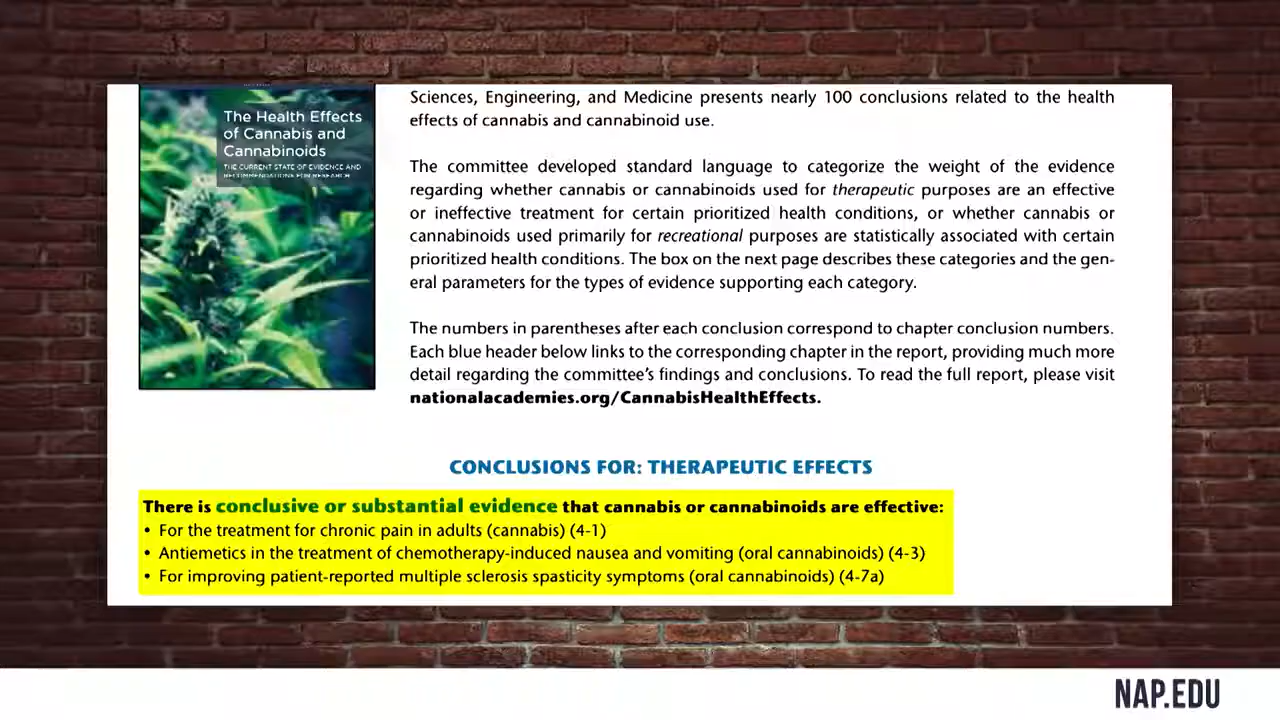 The Health Effects
of Cannabis and
Cannabinoids
THE CURRENT STATE OF EVIDENCE AND
RECOMMENDATIONS FOR RESEARCH
Sciences, Engineering, and Medicine presents nearly 100 conclusions related to the health
effects of cannabis and cannabinoid use.
The committee developed standard language to categorize the weight of the evidence
regarding whether cannabis or cannabinoids used for therapeutic purposes are an effective
or ineffective treatment for certain prioritized health conditions, or whether cannabis or
cannabinoids used primarily for recreational purposes are statistically associated with certain
prioritized health conditions. The box on the next page describes these categories and the gen-
eral parameters for the types of evidence supporting each category.
The numbers in parentheses after each conclusion correspond to chapter conclusion numbers.
Each blue header below links to the corresponding chapter in the report, providing much more
detail regarding the committee's findings and conclusions. To read the full report, please visit
nationalacademies.org/CannabisHealthEffects.
CONCLUSIONS FOR: THERAPEUTIC EFFECTS
There is conclusive or substantial evidence that cannabis or cannabinoids are effective:
• For the treatment for chronic pain in adults (cannabis) (4-1)
• Antiemetics in the treatment of chemotherapy-induced nausea and vomiting (oral cannabinoids) (4-3)
• For improving patient-reported multiple sclerosis spasticity symptoms (oral cannabinoids) (4-7a)
NAP.EDU